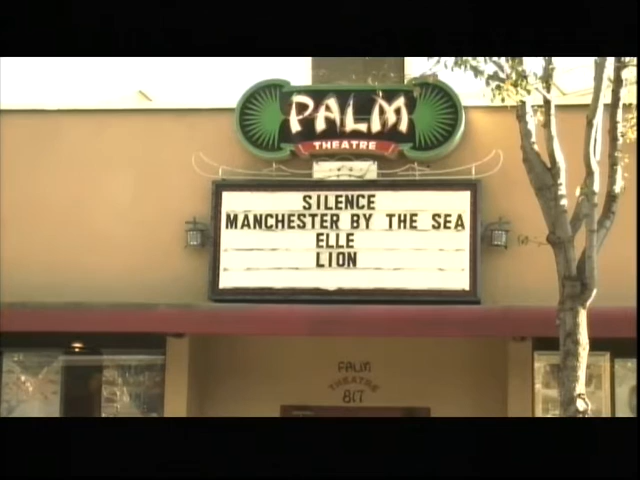 PALM
THEATRE
SILENCE
MANCHESTER BY THE SEA
ELLE
LION
PALM
THEATRE
817